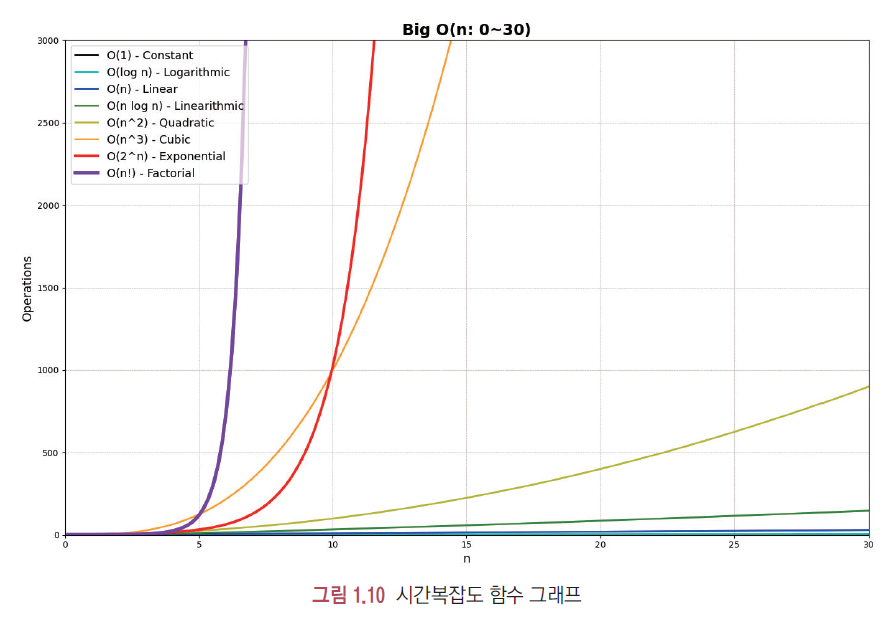 Big O(n: 0~30)
3000
2500
2000
1500
1000
500
0
Operations
O(1) - Constant
O(log n) - Logarithmic
O(n) - Linear
O(n log n) - Linearithmic
O(n^2) - Quadratic
O(n^3) - Cubic
O(2^n) - Exponential
O(n!) - Factorial
0 5 10 15 20 25 30
n
그림 1.10 시간복잡도 함수 그래프